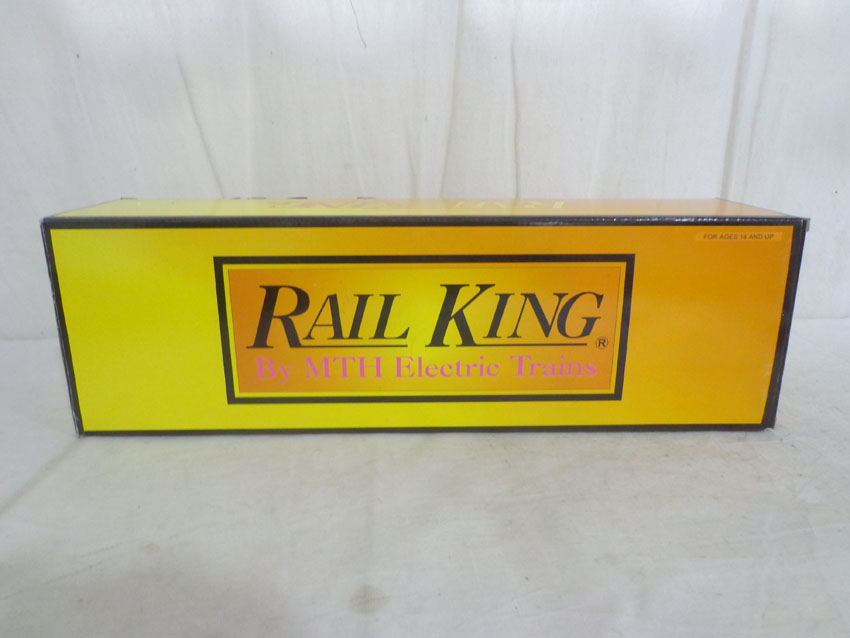 FOR AGES 14 AND UP
RAIL KING ®
By MTH Electric Trains